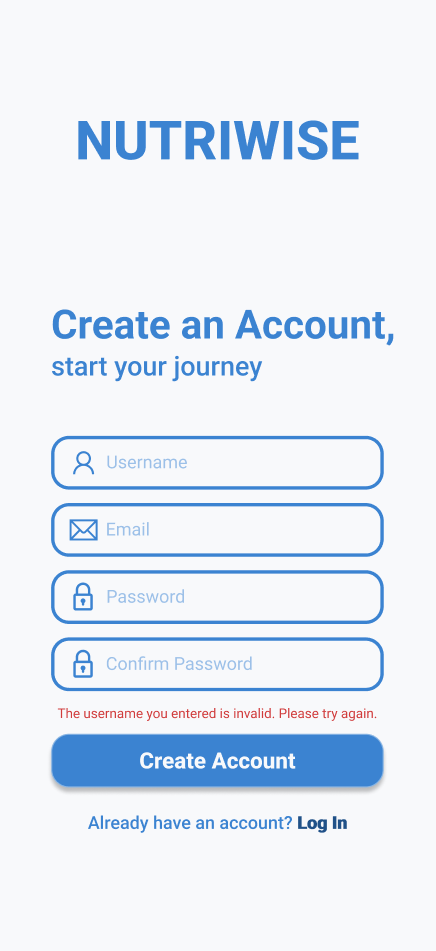 NUTRIWISE
Create an Account,
start your journey
Username
Email
Password
Confirm Password
The username you entered is invalid. Please try again.
Create Account
Already have an account? Log In